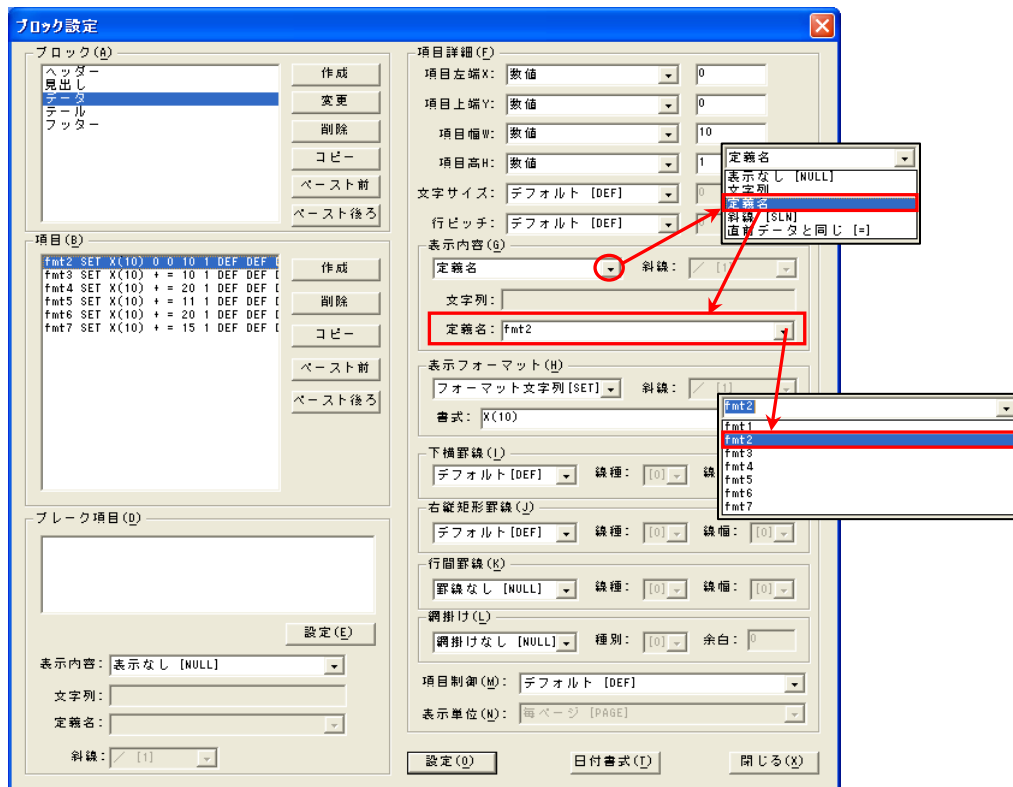 ブロック設定
ブロック(A)
ヘッダー
見出し
データ
テール
フッター
作成
変更
削除
コピー
ペースト前
ペースト後ろ
項目(B)
fmt2 SET X(10) 0 0 10 1 DEF DEF
fmt3 SET X(10) + = 10 1 DEF DEF
fmt4 SET X(10) + = 20 1 DEF DEF
fmt5 SET X(10) + = 11 1 DEF DEF
fmt6 SET X(10) + = 20 1 DEF DEF
fmt7 SET X(10) + = 15 1 DEF DEF
作成
削除
コピー
ペースト前
ペースト後ろ
ブレーク項目(D)
設定(E)
表示内容: 表示なし [NULL]
文字列:
定義名:
斜線: ／ [1]
項目詳細(F)
項目左端X: 数値 0
項目上端Y: 数値 0
項目幅W: 数値 10
項目高H: 数値 1
文字サイズ: デフォルト [DEF] 0
行ピッチ: デフォルト [DEF]
表示内容(G)
定義名 斜線: ／ [1]
文字列:
定義名: fmt2
表示フォーマット(H)
フォーマット文字列[SET] 斜線: ／ [1]
書式: X(10)
下横罫線(I)
デフォルト[DEF] 線種: [0] 線
右縦矩形罫線(J)
デフォルト[DEF] 線種: [0] 線幅: [0]
行間罫線(K)
罫線なし [NULL] 線種: [0] 線幅: [0]
網掛け(L)
網掛けなし [NULL] 種別: [0] 余白: 0
項目制御(M): デフォルト [DEF]
表示単位(N): 毎ページ [PAGE]
設定(O)
日付書式(T)
閉じる(X)
定義名
表示なし [NULL]
文字列
定義名
斜線 [SLN]
直前データと同じ [=]
fmt2
fmt1
fmt2
fmt3
fmt4
fmt5
fmt6
fmt7